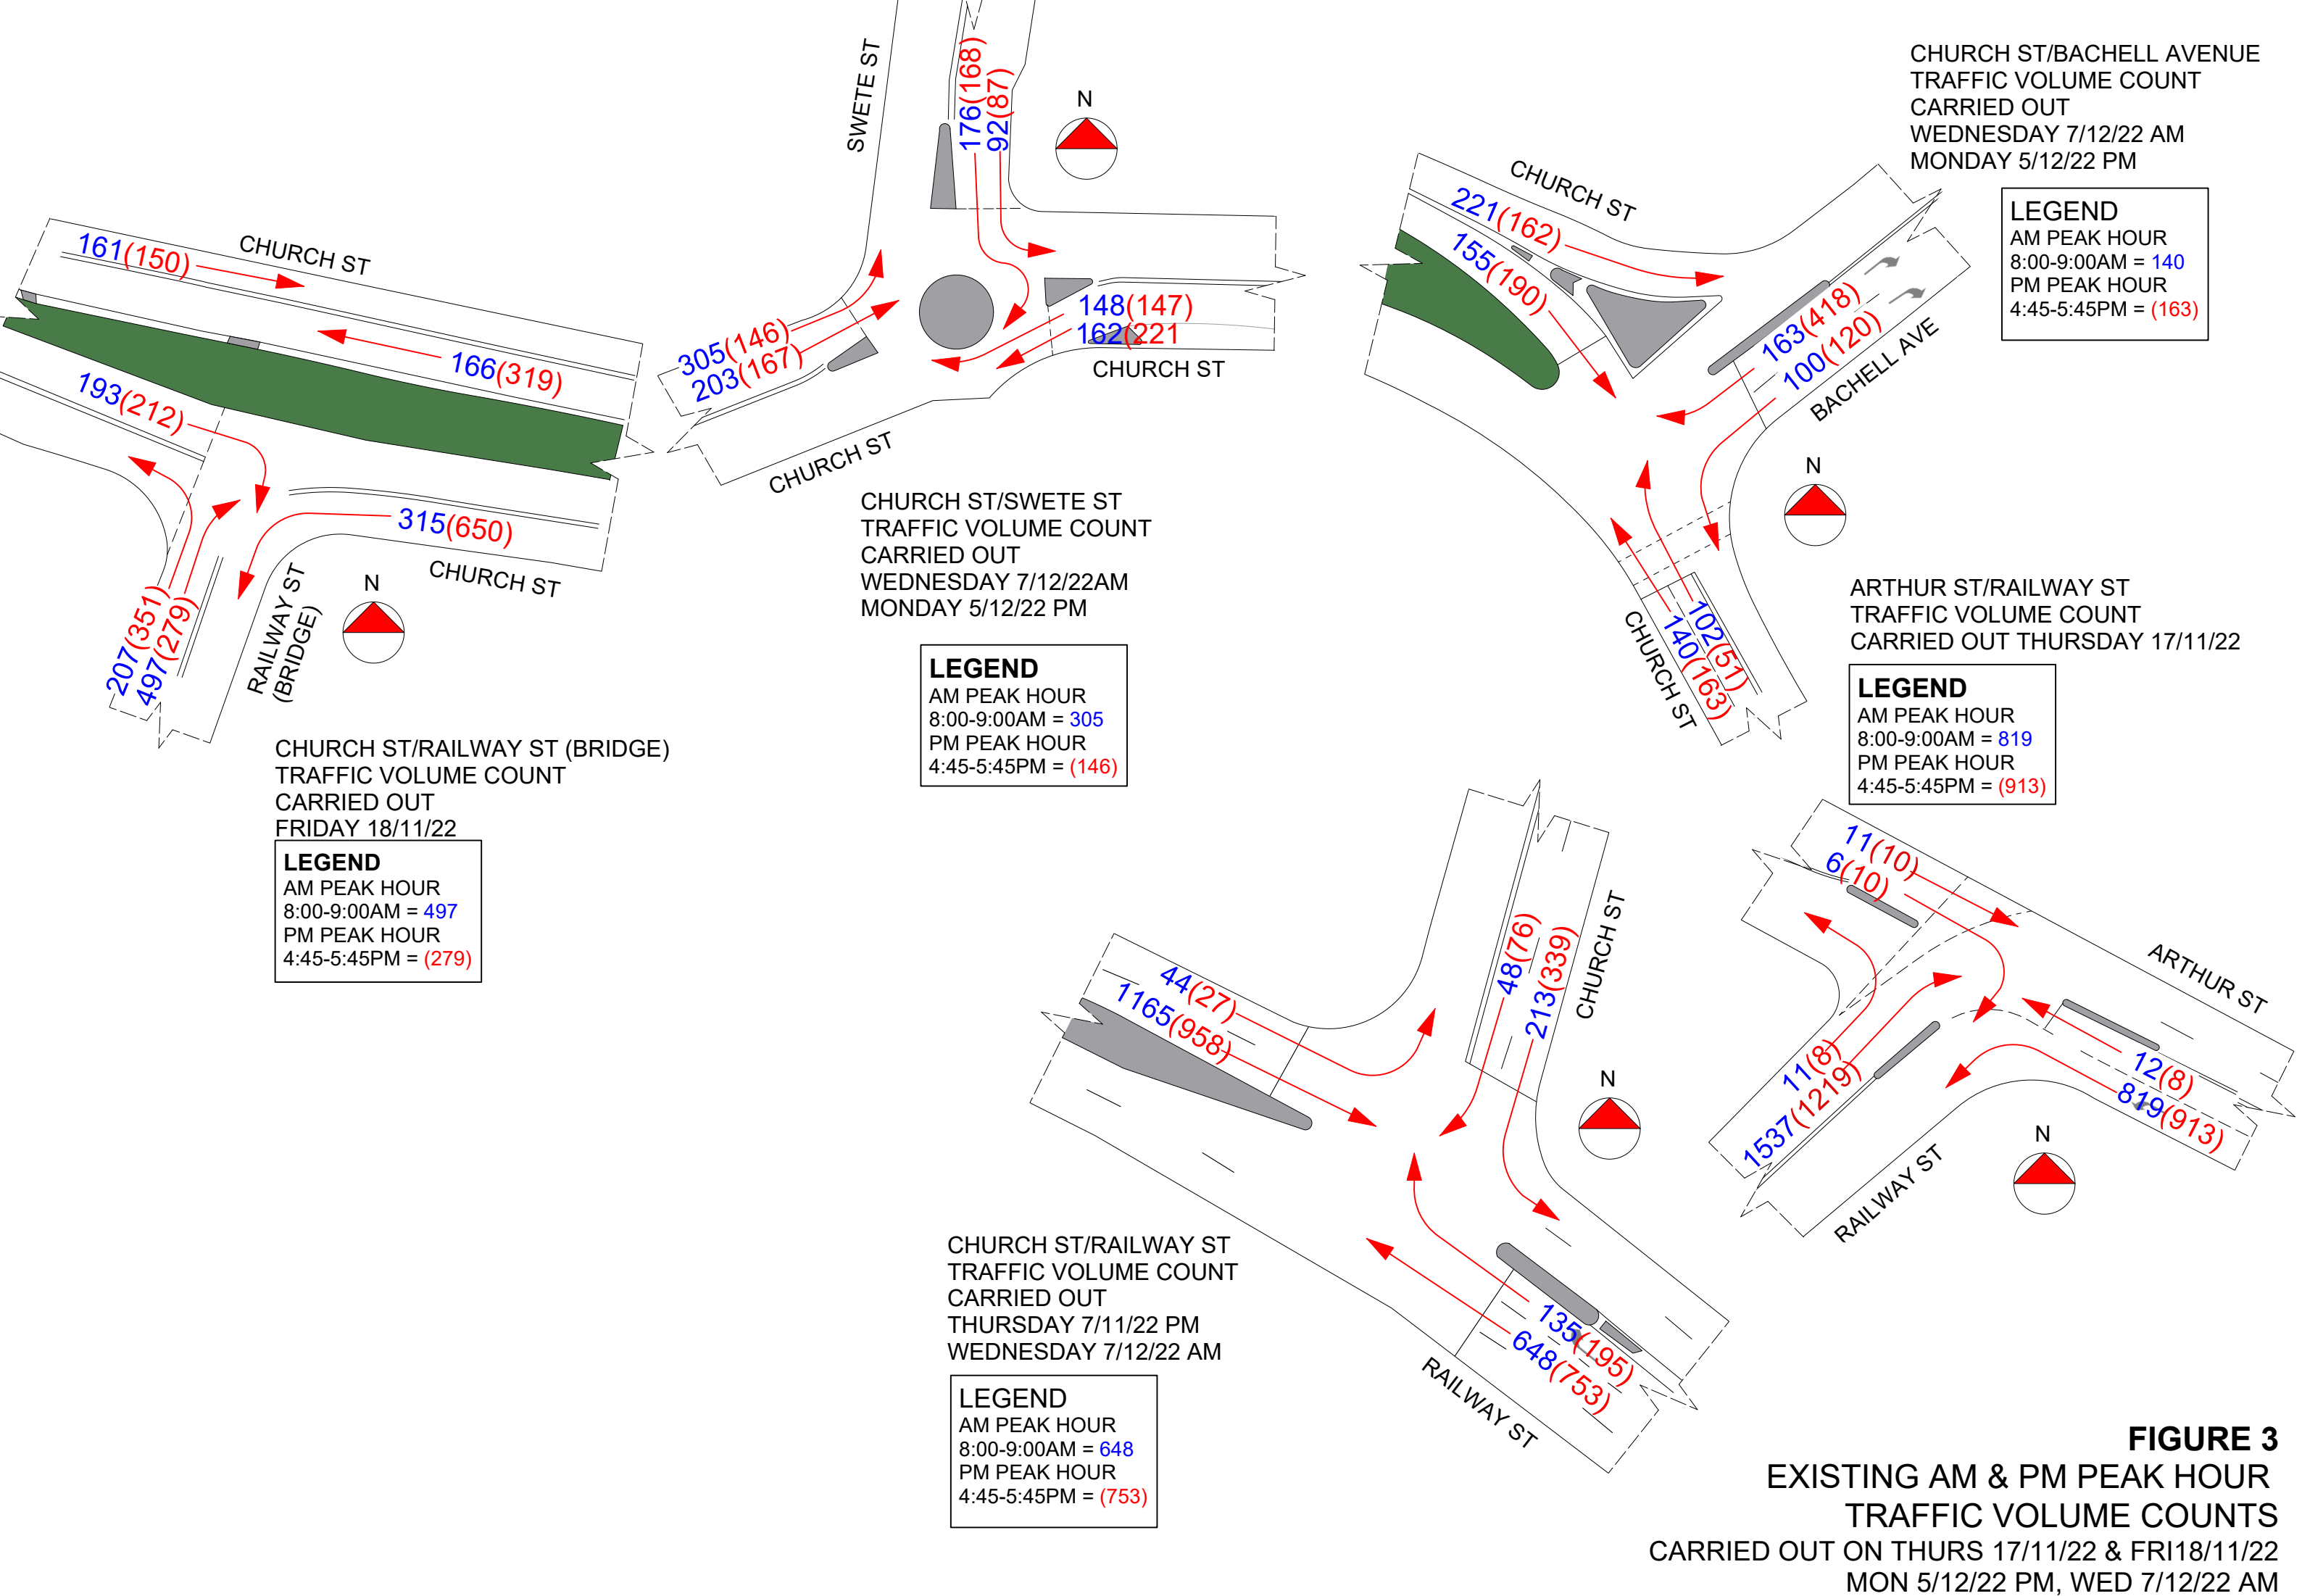 161(150)
CHURCH ST
166(319)
193(212)
315(650)
CHURCH ST
207(351)
497(279)
RAILWAY ST
(BRIDGE)
N
CHURCH ST/RAILWAY ST (BRIDGE)
TRAFFIC VOLUME COUNT
CARRIED OUT
FRIDAY 18/11/22
LEGEND
AM PEAK HOUR
8:00-9:00AM = 497
PM PEAK HOUR
4:45-5:45PM = (279)
SWETE ST
176(168)
92(87)
N
148(147)
162(221
CHURCH ST
305(146)
203(167)
CHURCH ST
CHURCH ST/SWETE ST
TRAFFIC VOLUME COUNT
CARRIED OUT
WEDNESDAY 7/12/22AM
MONDAY 5/12/22 PM
LEGEND
AM PEAK HOUR
8:00-9:00AM = 305
PM PEAK HOUR
4:45-5:45PM = (146)
CHURCH ST/BACHELL AVENUE
TRAFFIC VOLUME COUNT
CARRIED OUT
WEDNESDAY 7/12/22 AM
MONDAY 5/12/22 PM
LEGEND
AM PEAK HOUR
8:00-9:00AM = 140
PM PEAK HOUR
4:45-5:45PM = (163)
CHURCH ST
221(162)
155(190)
163(418)
100(120)
BACHELL AVE
N
102(51)
140(163)
CHURCH ST
ARTHUR ST/RAILWAY ST
TRAFFIC VOLUME COUNT
CARRIED OUT THURSDAY 17/11/22
LEGEND
AM PEAK HOUR
8:00-9:00AM = 819
PM PEAK HOUR
4:45-5:45PM = (913)
11(10)
6(10)
ARTHUR ST
12(8)
819(913)
11(8)
1537(1219)
RAILWAY ST
N
48(76)
213(339)
CHURCH ST
44(27)
1165(958)
N
135(195)
648(753)
RAILWAY ST
CHURCH ST/RAILWAY ST
TRAFFIC VOLUME COUNT
CARRIED OUT
THURSDAY 7/11/22 PM
WEDNESDAY 7/12/22 AM
LEGEND
AM PEAK HOUR
8:00-9:00AM = 648
PM PEAK HOUR
4:45-5:45PM = (753)
FIGURE 3
EXISTING AM & PM PEAK HOUR
TRAFFIC VOLUME COUNTS
CARRIED OUT ON THURS 17/11/22 & FRI18/11/22
MON 5/12/22 PM, WED 7/12/22 AM